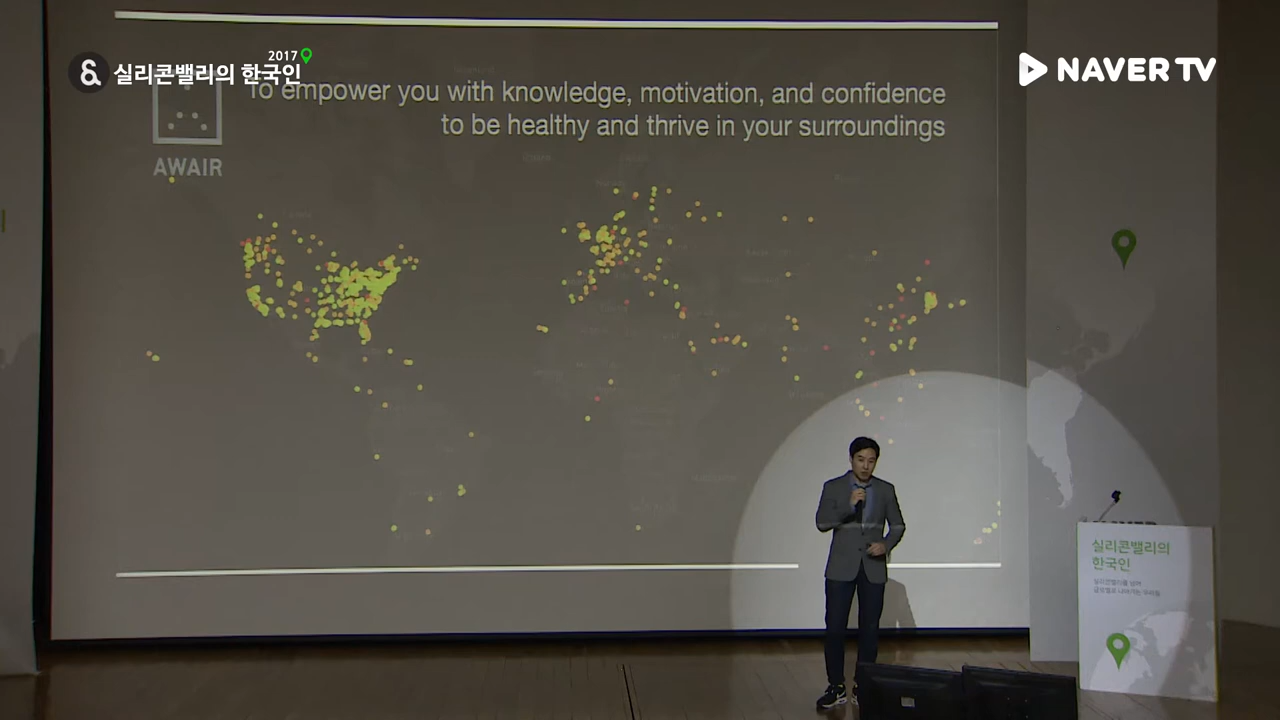 2017
실리콘밸리의 한국인
NAVER TV
To empower you with knowledge, motivation, and confidence
to be healthy and thrive in your surroundings
AWAIR
실리콘밸리의
한국인